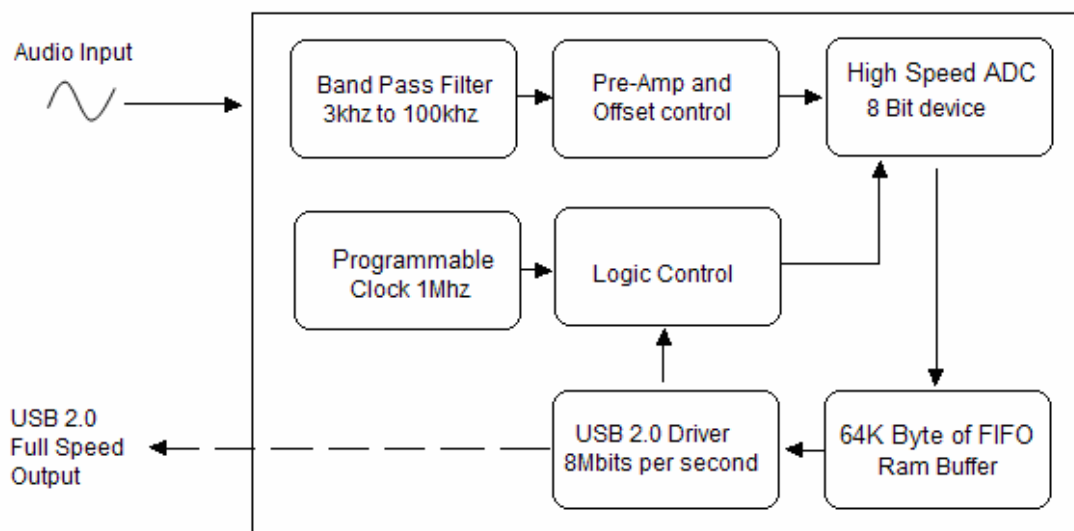 Audio Input
Band Pass Filter
3khz to 100khz
Pre-Amp and
Offset control
High Speed ADC
8 Bit device
Programmable
Clock 1Mhz
Logic Control
USB 2.0
Full Speed
Output
USB 2.0 Driver
8Mbits per second
64K Byte of FIFO
Ram Buffer